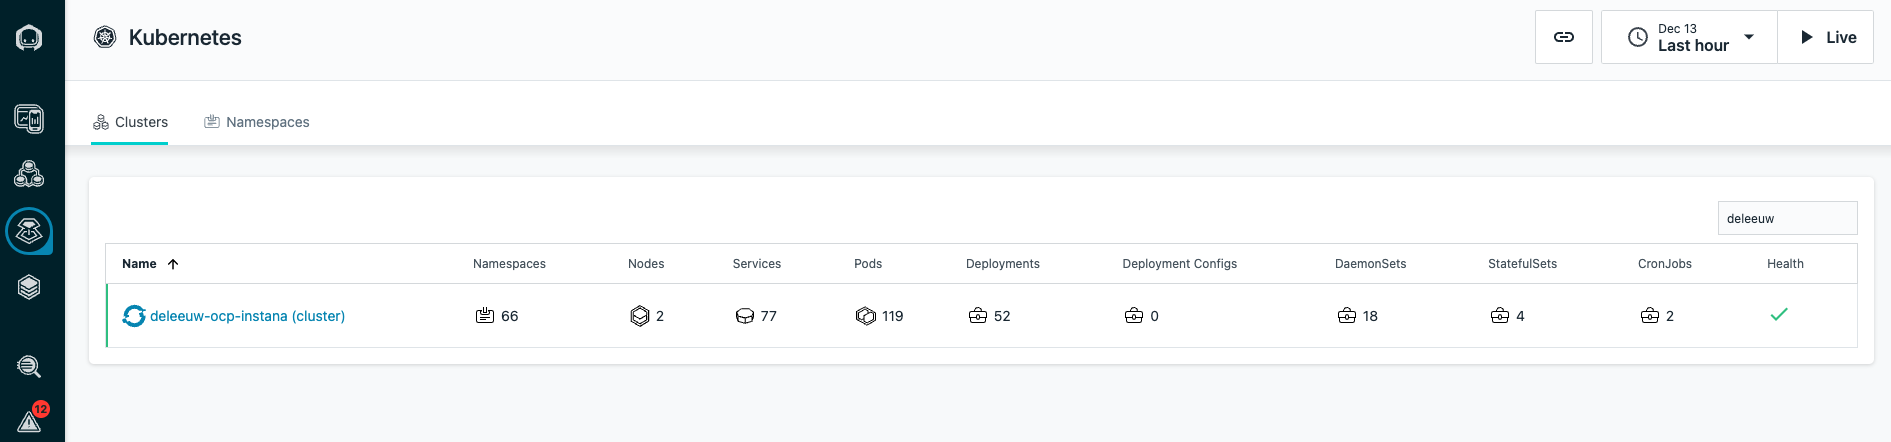 Kubernetes
Dec 13
Last hour
Live
Clusters
Namespaces
deleeuw
Name Namespaces Nodes Services Pods Deployments Deployment Configs DaemonSets StatefulSets CronJobs Health
deleeuw-ocp-instana (cluster) 66 2 77 119 52 0 18 4 2
12